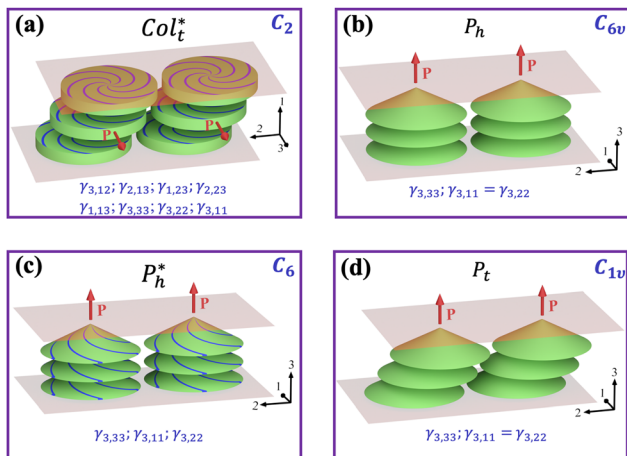 (a) Col*ₜ C₂
P P
1
2
3
γ₃,₁₂; γ₂,₁₃; γ₁,₂₃; γ₂,₂₃
γ₁,₁₃; γ₃,₃₃; γ₃,₂₂; γ₃,₁₁
(b) Pₕ C₆ᵥ
P P
3
1
2
γ₃,₃₃; γ₃,₁₁ = γ₃,₂₂
(c) P*ₕ C₆
P P
3
1
2
γ₃,₃₃; γ₃,₁₁; γ₃,₂₂
(d) Pₜ C₁ᵥ
P P
3
1
2
γ₃,₃₃; γ₃,₁₁ = γ₃,₂₂